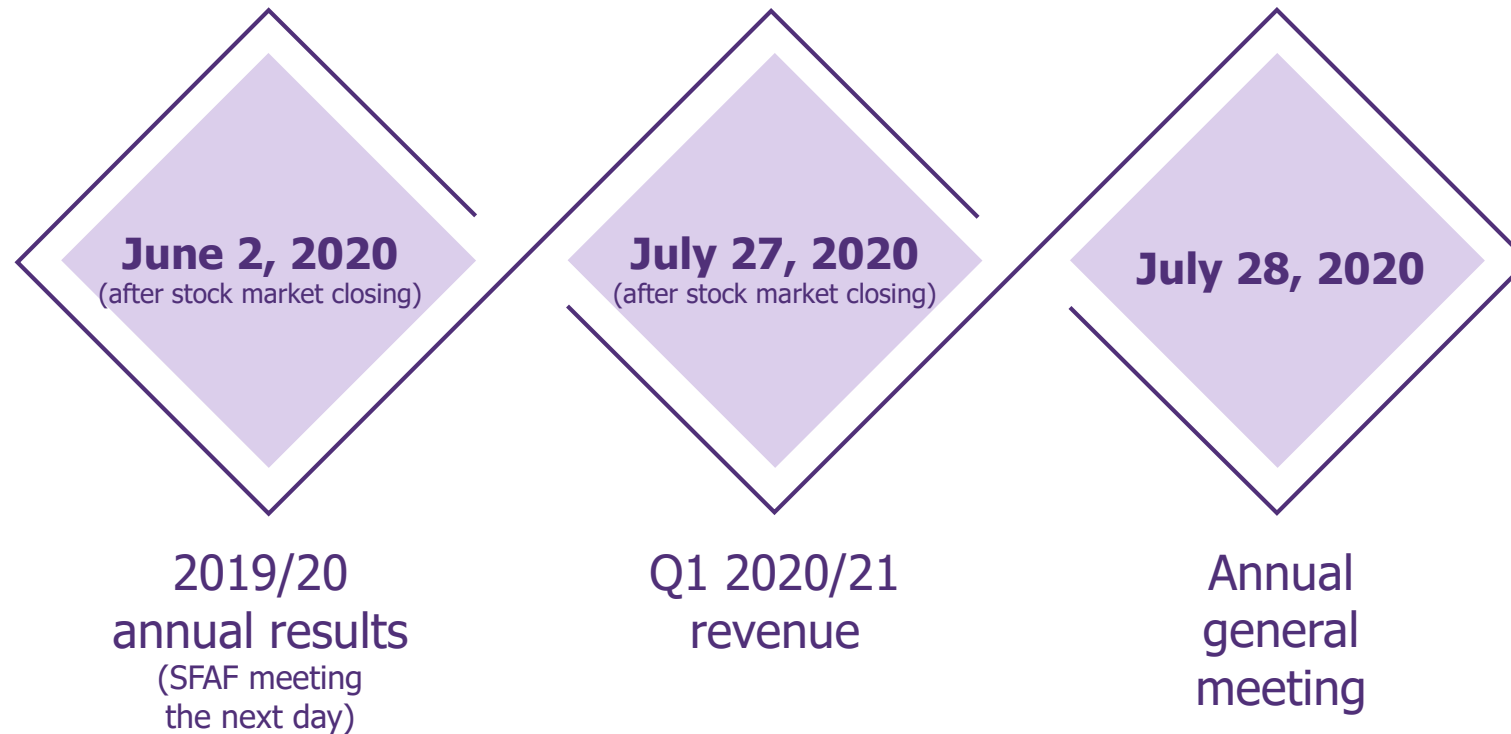 June 2, 2020
(after stock market closing)
July 27, 2020
(after stock market closing)
July 28, 2020
2019/20
annual results
(SFAF meeting
the next day)
Q1 2020/21
revenue
Annual
general
meeting